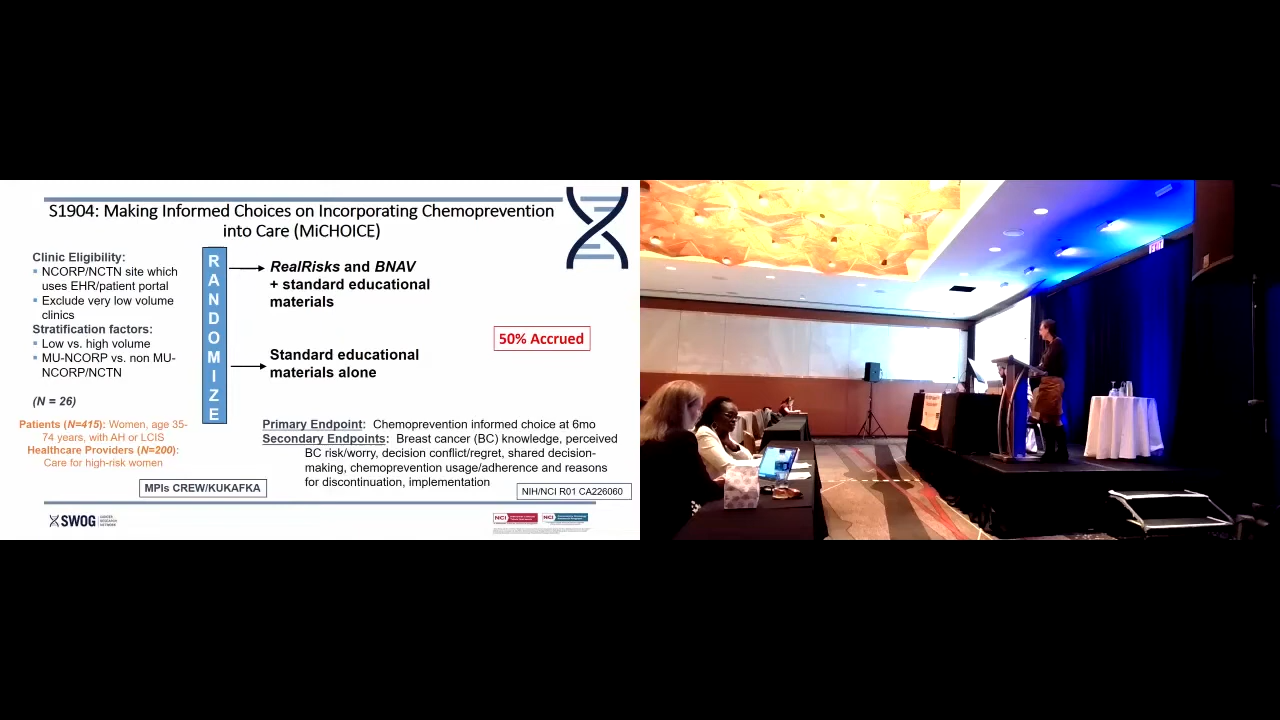 S1904: Making Informed Choices on Incorporating Chemoprevention
into Care (MiCHOICE)
Clinic Eligibility:
▪ NCORP/NCTN site which
uses EHR/patient portal
▪ Exclude very low volume
clinics
Stratification factors:
▪ Low vs. high volume
▪ MU-NCORP vs. non MU-
NCORP/NCTN
(N = 26)
Patients (N=415): Women, age 35-
74 years, with AH or LCIS
Healthcare Providers (N=200):
Care for high-risk women
R
A
N
D
O
M
I
Z
E
RealRisks and BNAV
+ standard educational
materials
50% Accrued
Standard educational
materials alone
Primary Endpoint: Chemoprevention informed choice at 6mo
Secondary Endpoints: Breast cancer (BC) knowledge, perceived
BC risk/worry, decision conflict/regret, shared decision-
making, chemoprevention usage/adherence and reasons
for discontinuation, implementation
MPIs CREW/KUKAFKA
NIH/NCI R01 CA226060
SWOG
CANCER
RESEARCH
NETWORK
NCI
NCI